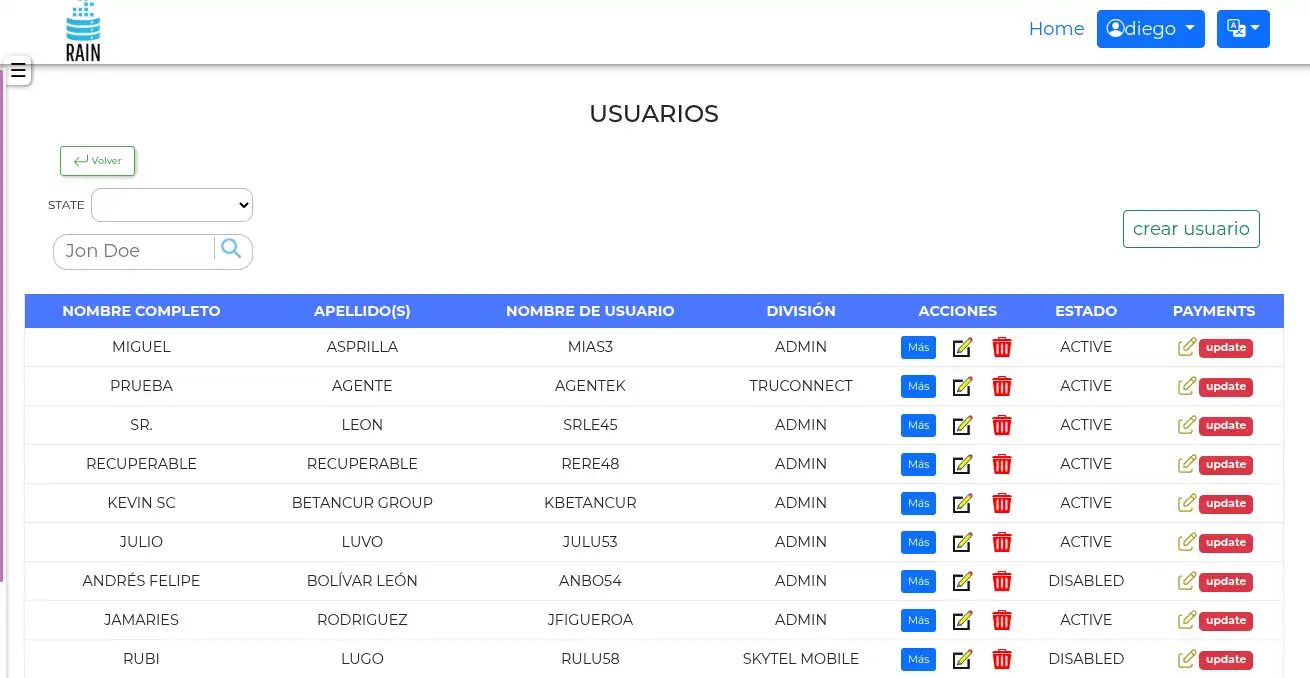 RAIN
Home diego
USUARIOS
Volver
STATE
Jon Doe
crear usuario
NOMBRE COMPLETO APELLIDO(S) NOMBRE DE USUARIO DIVISIÓN ACCIONES ESTADO PAYMENTS
MIGUEL ASPRILLA MIAS3 ADMIN Más ACTIVE update
PRUEBA AGENTE AGENTEK TRUCONNECT Más ACTIVE update
SR. LEON SRLE45 ADMIN Más ACTIVE update
RECUPERABLE RECUPERABLE RERE48 ADMIN Más ACTIVE update
KEVIN SC BETANCUR GROUP KBETANCUR ADMIN Más ACTIVE update
JULIO LUVO JULU53 ADMIN Más ACTIVE update
ANDRÉS FELIPE BOLÍVAR LEÓN ANBO54 ADMIN Más DISABLED update
JAMARIES RODRIGUEZ JFIGUEROA ADMIN Más ACTIVE update
RUBI LUGO RULU58 SKYTEL MOBILE Más DISABLED update